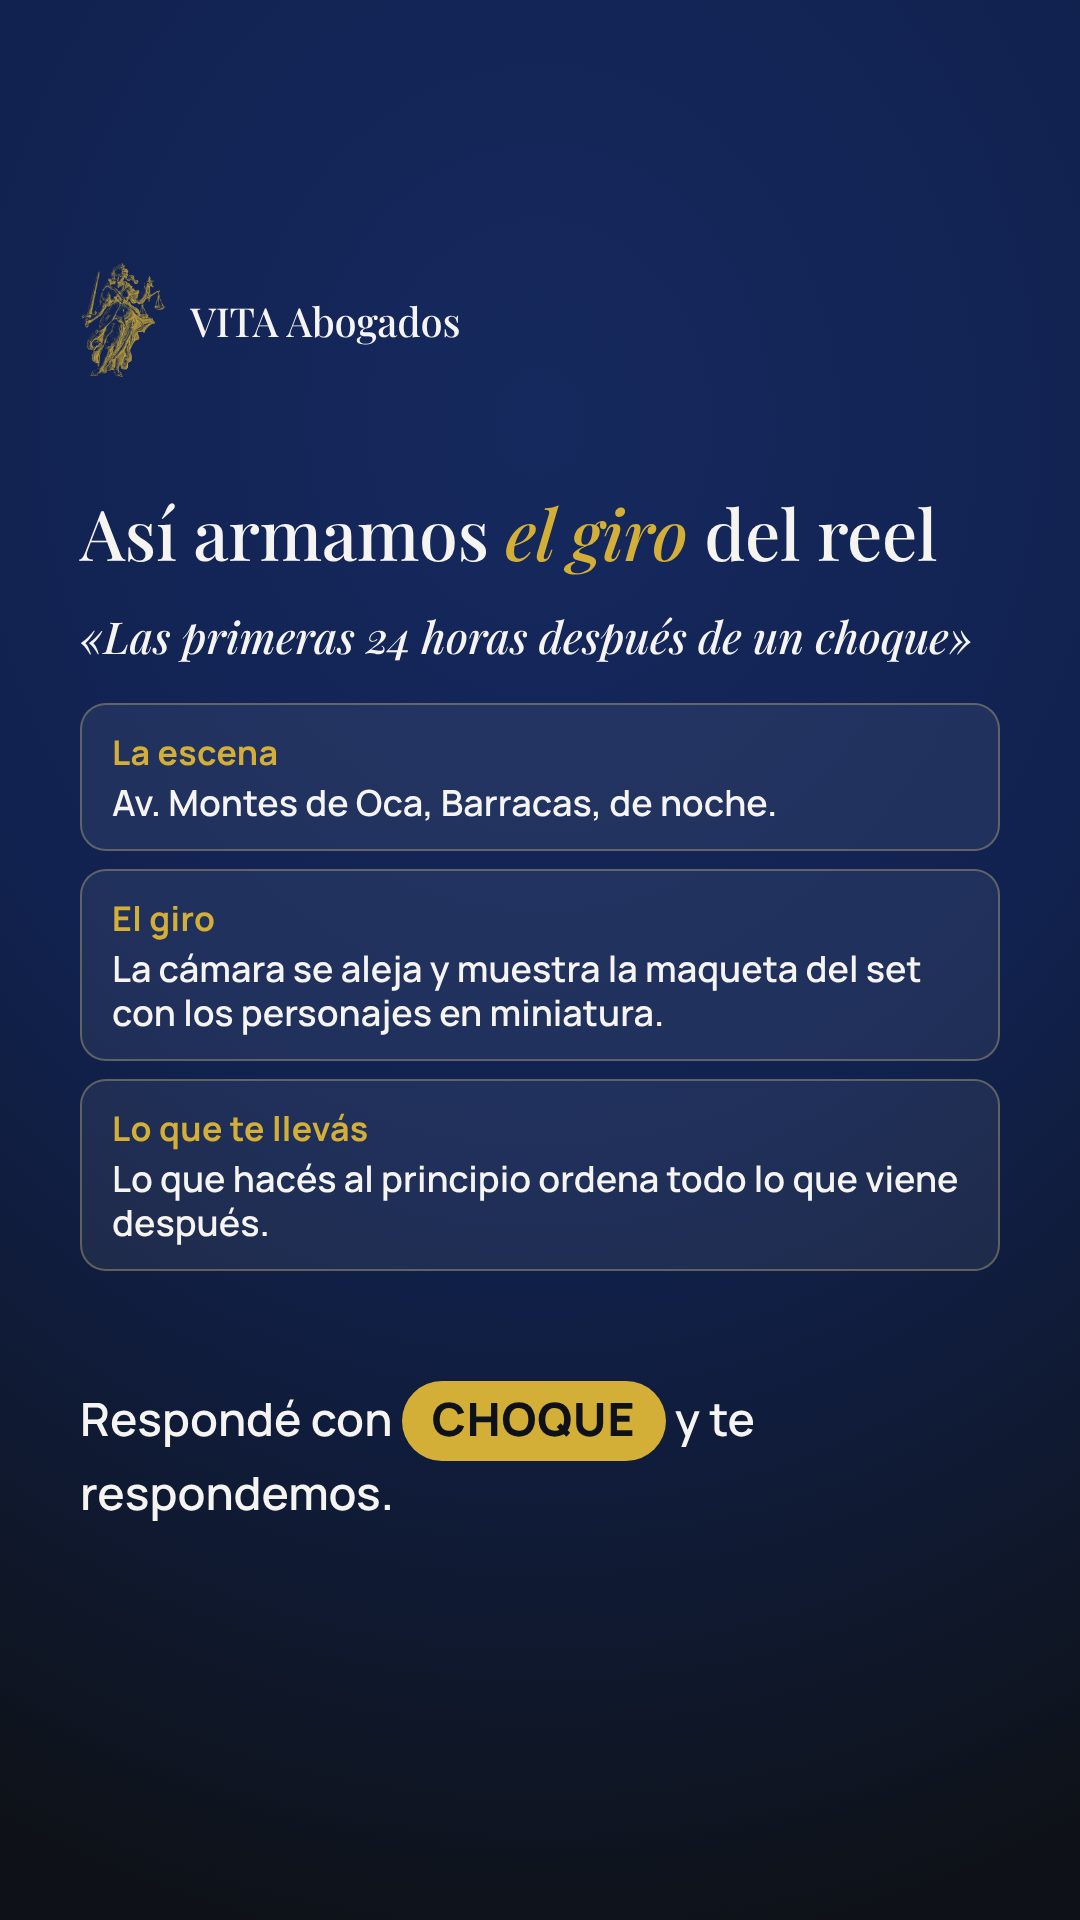 VITA Abogados
Así armamos el giro del reel
«Las primeras 24 horas después de un choque»
La escena
Av. Montes de Oca, Barracas, de noche.
El giro
La cámara se aleja y muestra la maqueta del set
con los personajes en miniatura.
Lo que te llevás
Lo que hacés al principio ordena todo lo que viene
después.
Respondé con CHOQUE y te
respondemos.